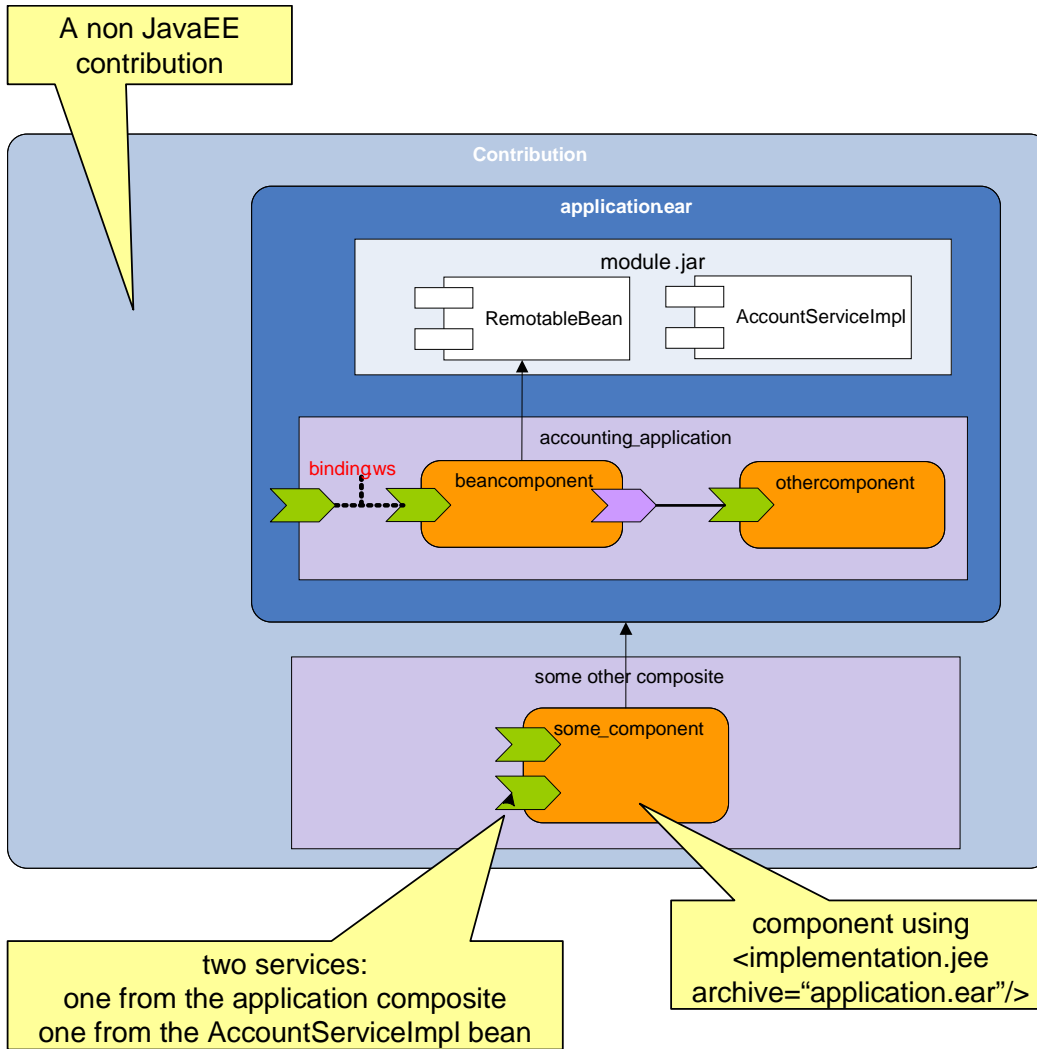 A non JavaEE
contribution
Contribution
application.ear
module.jar
RemotableBean
AccountServiceImpl
accounting_application
binding.ws
beancomponent
othercomponent
some other composite
some_component
component using
<implementation.jee
archive=“application.ear”/>
two services:
one from the application composite
one from the AccountServiceImpl bean